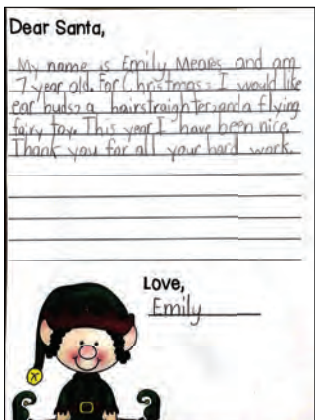 Dear Santa,
My name is Emily Meares and am
7 year old. For Christmas, I would like
ear buds, a hairstraighter, and a flying
fairy toy. This year I have been nice.
Thank you for all your hard work.
Love,
Emily